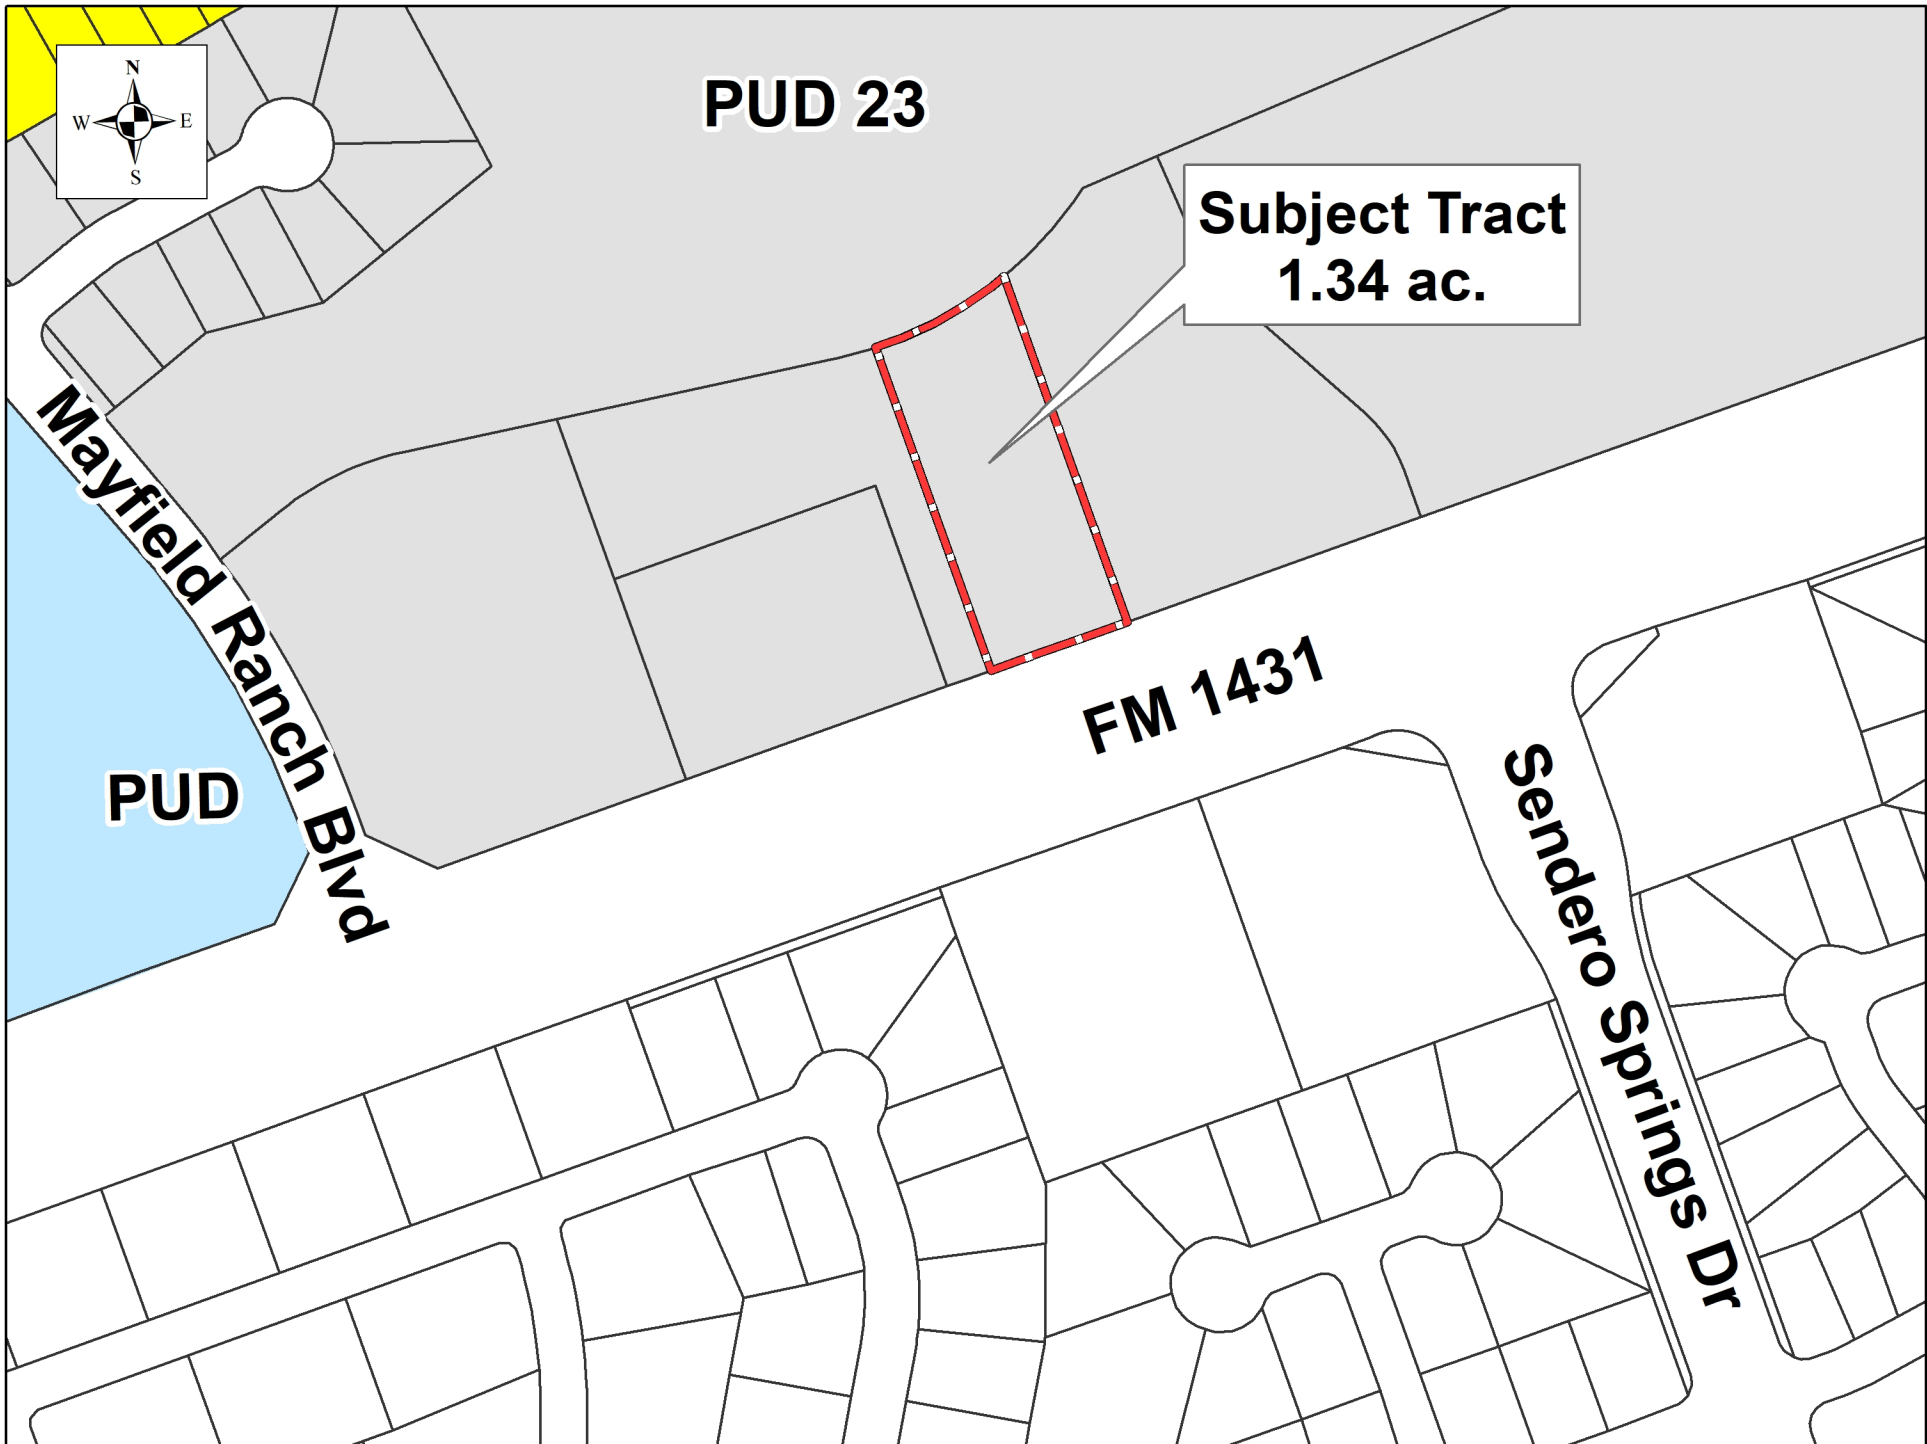 N
W E
S
PUD 23
Subject Tract
1.34 ac.
Mayfield Ranch Blvd
FM 1431
PUD
Sendero Springs Dr